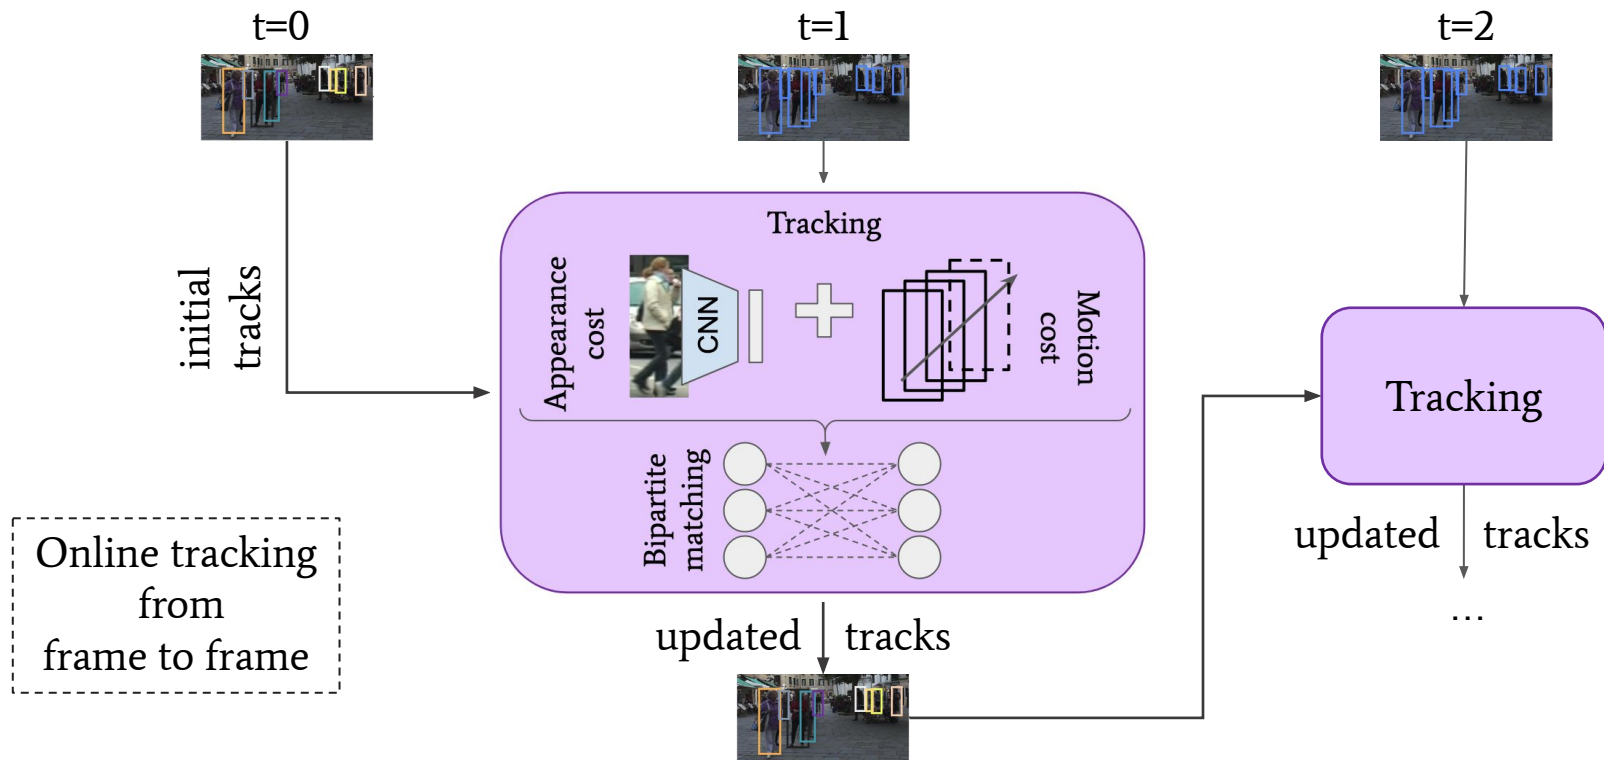 t=0
t=1
t=2
initial
tracks
Tracking
Appearance
cost
CNN
Motion
cost
Bipartite
matching
Tracking
updated tracks
updated tracks
...
Online tracking
from
frame to frame